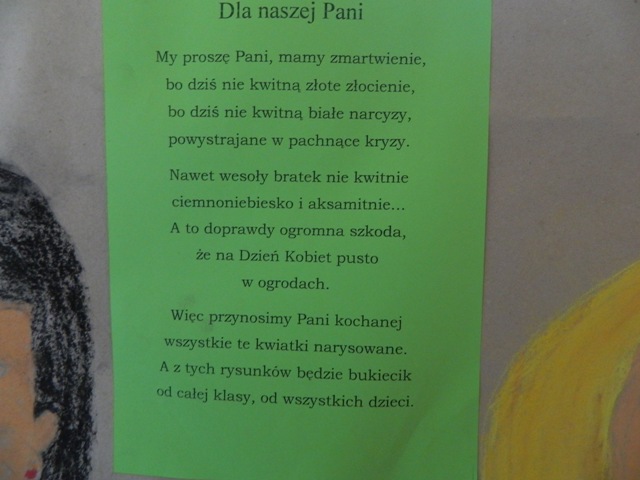 Dla naszej Pani
My proszę Pani, mamy zmartwienie,
bo dziś nie kwitną złote złocienie,
bo dziś nie kwitną białe narcyzy,
powystrajane w pachnące kryzy.
Nawet wesoły bratek nie kwitnie
ciemnoniebiesko i aksamitnie...
A to doprawdy ogromna szkoda,
że na Dzień Kobiet pusto
w ogrodach.
Więc przynosimy Pani kochanej
wszystkie te kwiatki narysowane.
A z tych rysunków będzie bukiecik
od całej klasy, od wszystkich dzieci.